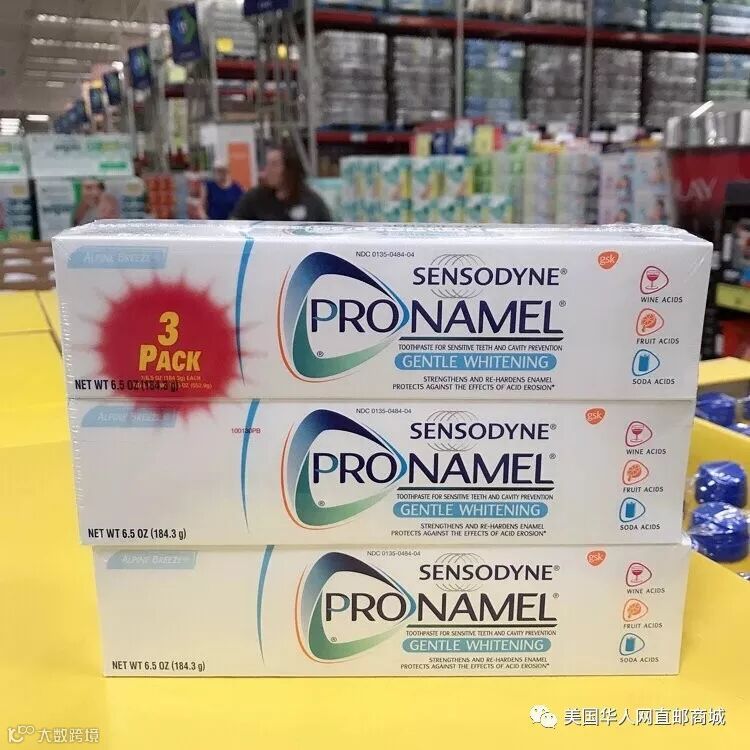 ALPINE BREEZE
NDC 0135-0484-04
gsk
SENSODYNE®
PRONAMEL®
TOOTHPASTE FOR SENSITIVE TEETH AND CAVITY PREVENTION
GENTLE WHITENING
STRENGTHENS AND RE-HARDENS ENAMEL
PROTECTS AGAINST THE EFFECTS OF ACID EROSION*
WINE ACIDS
FRUIT ACIDS
SODA ACIDS
3
PACK
NET WT 6.5 OZ (184.3g)
ALPINE BREEZE
100130PB
NDC 0135-0484-04
gsk
SENSODYNE®
PRONAMEL®
TOOTHPASTE FOR SENSITIVE TEETH AND CAVITY PREVENTION
GENTLE WHITENING
STRENGTHENS AND RE-HARDENS ENAMEL
PROTECTS AGAINST THE EFFECTS OF ACID EROSION*
WINE ACIDS
FRUIT ACIDS
SODA ACIDS
NET WT 6.5 OZ (184.3 g)
ALPINE BREEZE
NDC 0135-0484-04
gsk
SENSODYNE®
PRONAMEL®
TOOTHPASTE FOR SENSITIVE TEETH AND CAVITY PREVENTION
GENTLE WHITENING
STRENGTHENS AND RE-HARDENS ENAMEL
PROTECTS AGAINST THE EFFECTS OF ACID EROSION*
WINE ACIDS
FRUIT ACIDS
SODA ACIDS
NET WT 6.5 OZ (184.3 g)
美国华人网直邮商城
大数跨境